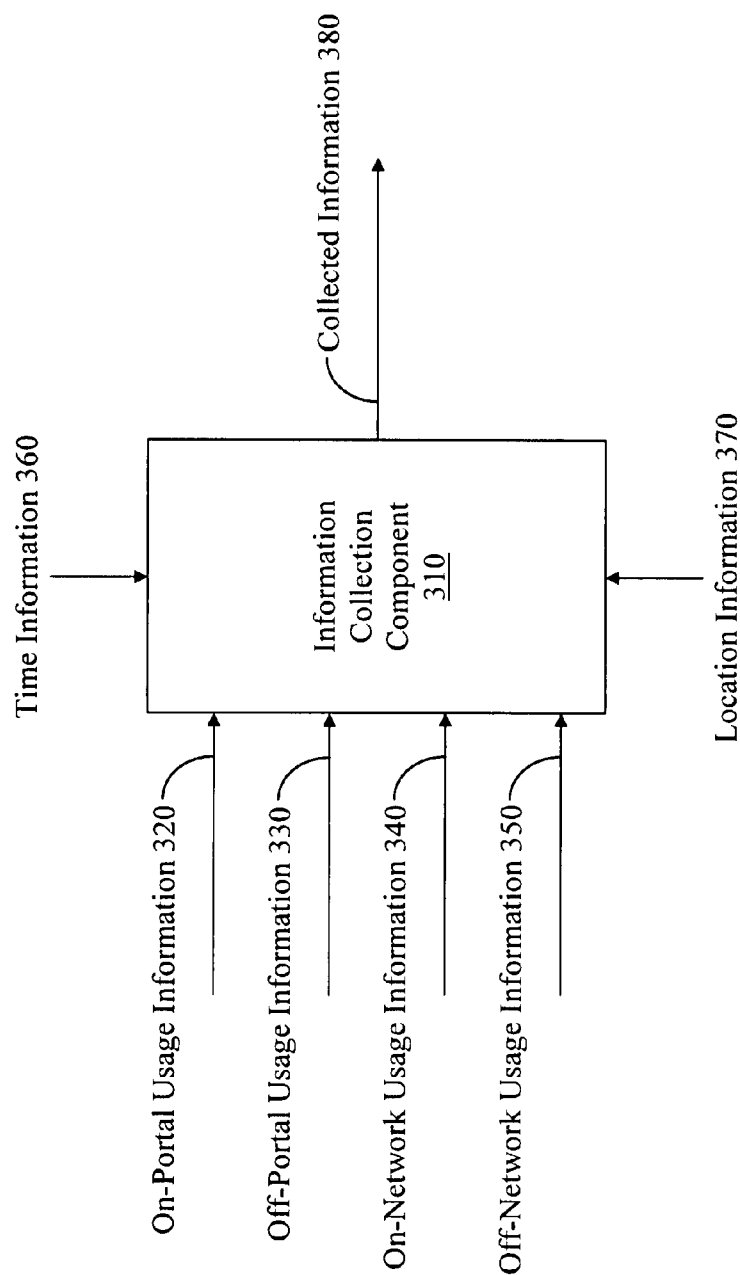 Time Information 360
On-Portal Usage Information 320
Off-Portal Usage Information 330
On-Network Usage Information 340
Off-Network Usage Information 350
Information
Collection
Component
310
Collected Information 380
Location Information 370